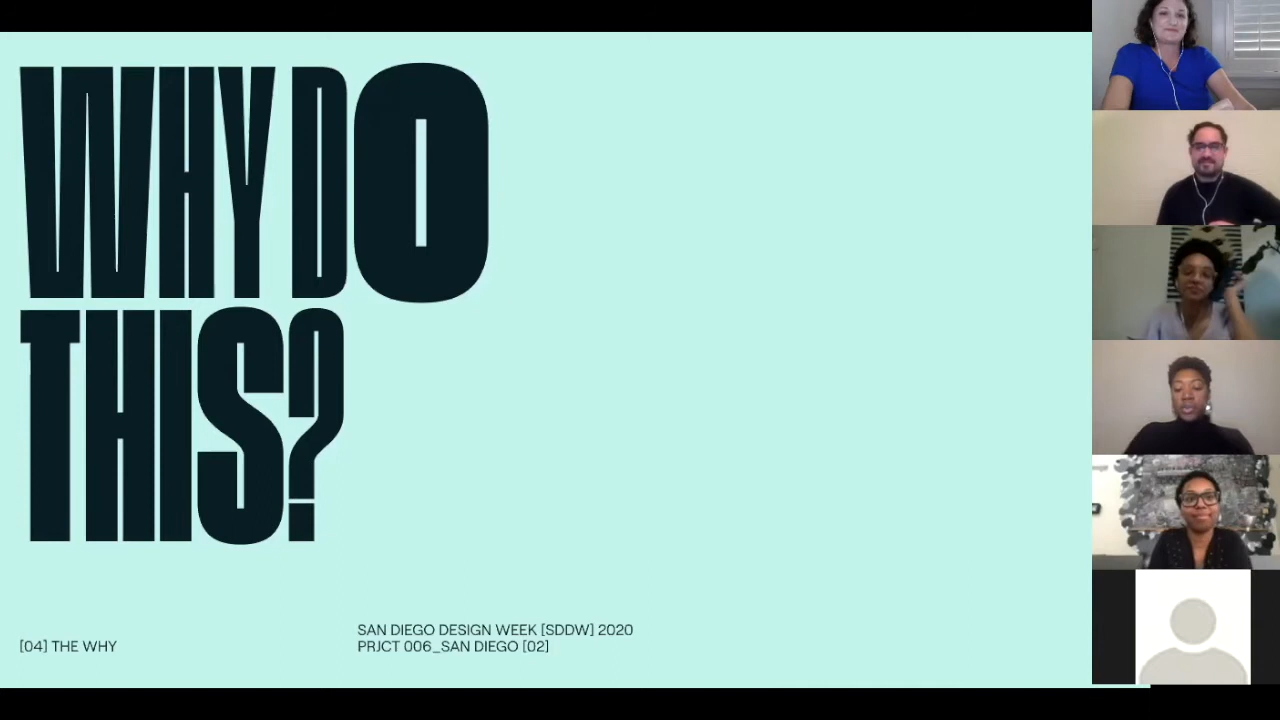 WHY DO
THIS?
[04] THE WHY
SAN DIEGO DESIGN WEEK [SDDW] 2020
PRJCT 006_SAN DIEGO [02]